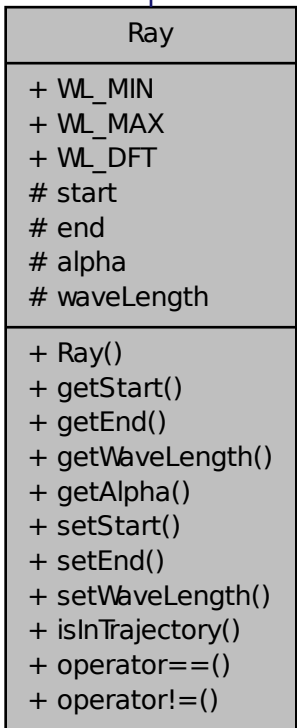 Ray
+ WL_MIN
+ WL_MAX
+ WL_DFT
# start
# end
# alpha
# waveLength
+ Ray()
+ getStart()
+ getEnd()
+ getWaveLength()
+ getAlpha()
+ setStart()
+ setEnd()
+ setWaveLength()
+ isInTrajectory()
+ operator==()
+ operator!=()